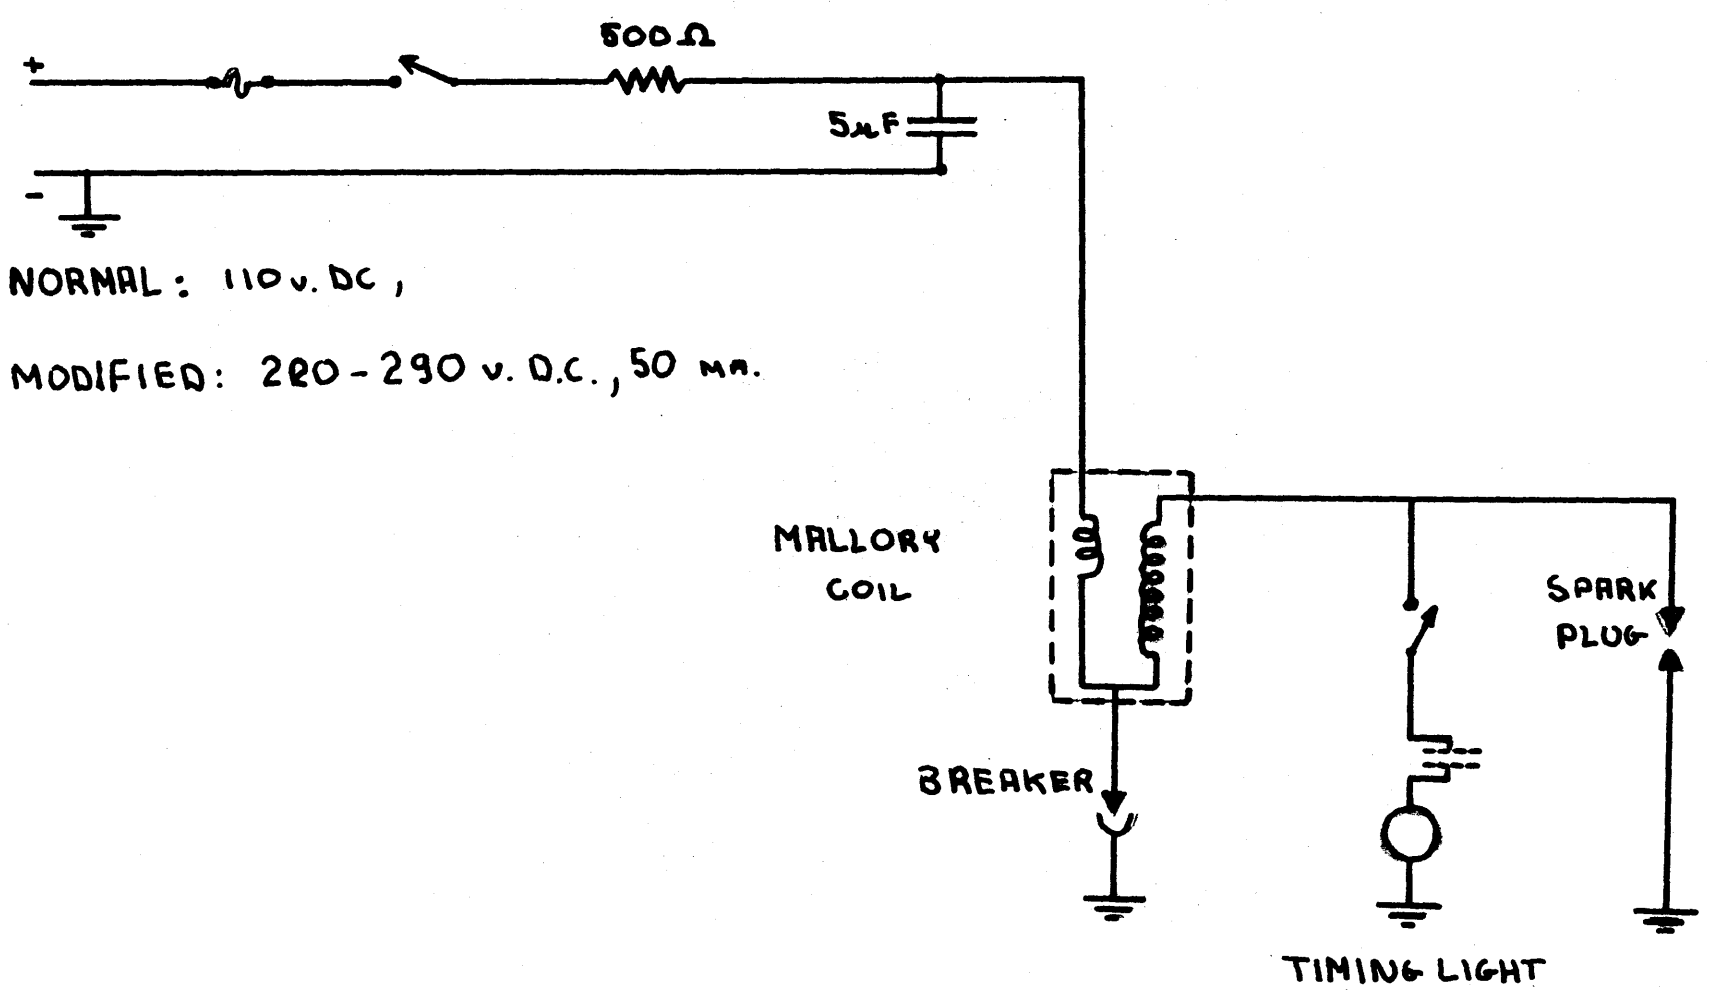 500Ω
+
5μF
-
NORMAL: 110 v. DC,
MODIFIED: 280-290 v. D.C., 50 MA.
MALLORY
COIL
SPARK
PLUG
BREAKER
TIMING LIGHT